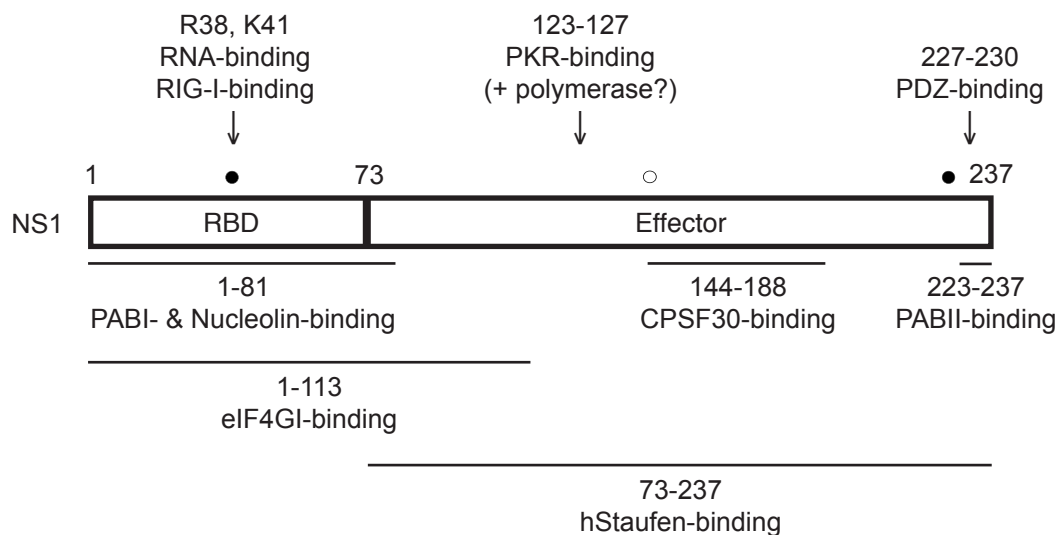 R38, K41
RNA-binding
RIG-I-binding
123-127
PKR-binding
(+ polymerase?)
227-230
PDZ-binding
1
73
237
NS1
RBD
Effector
1-81
PABI- & Nucleolin-binding
144-188
CPSF30-binding
223-237
PABII-binding
1-113
eIF4GI-binding
73-237
hStaufen-binding